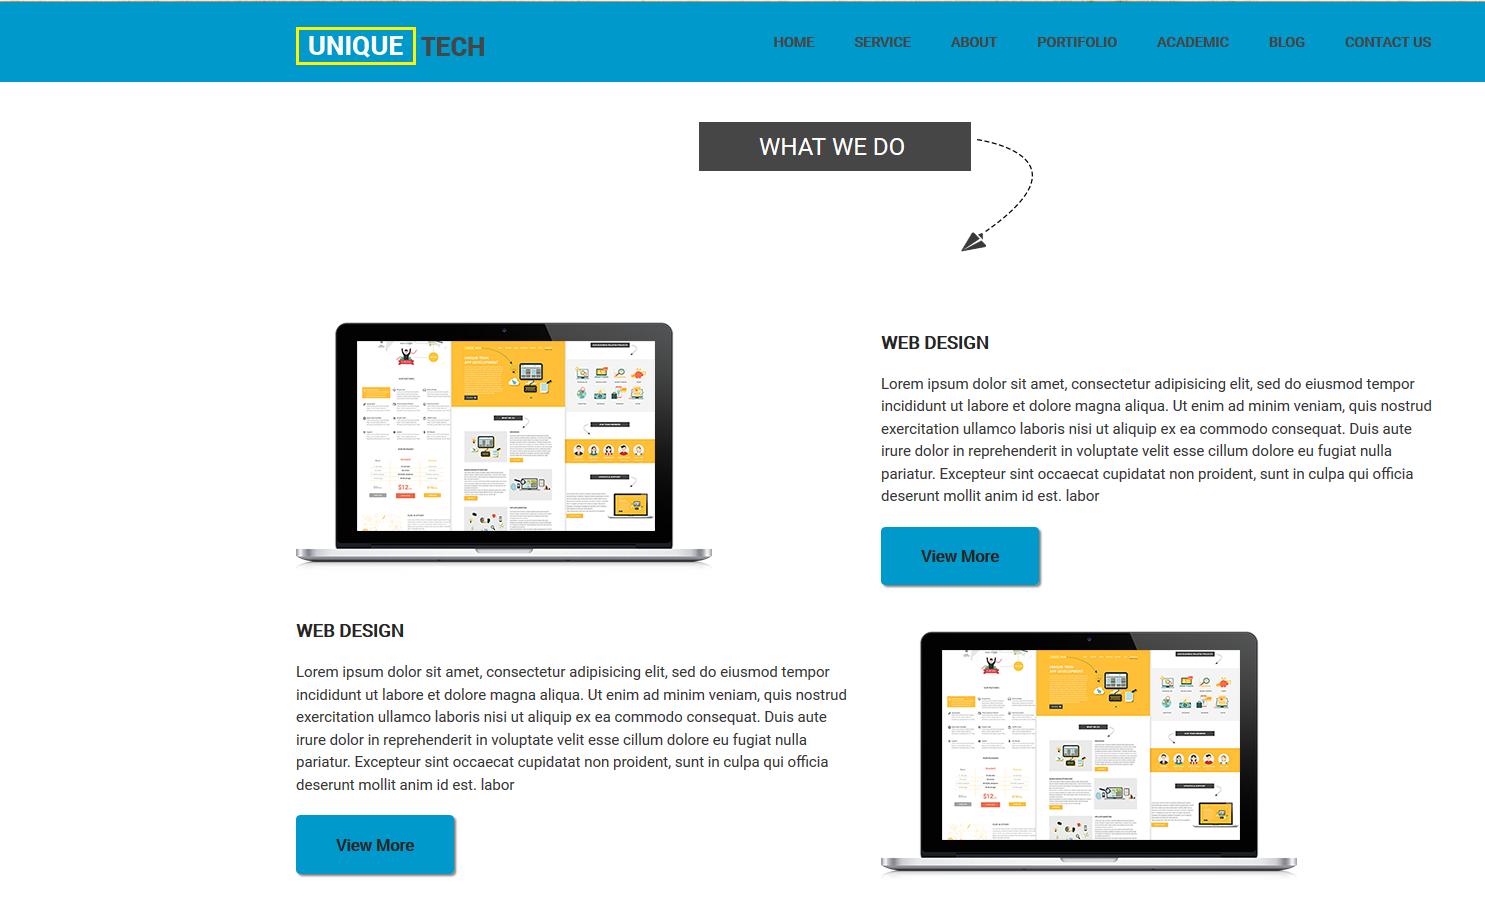 UNIQUE TECH
HOME SERVICE ABOUT PORTIFOLIO ACADEMIC BLOG CONTACT US
WHAT WE DO
WEB DESIGN
Lorem ipsum dolor sit amet, consectetur adipisicing elit, sed do eiusmod tempor
incididunt ut labore et dolore magna aliqua. Ut enim ad minim veniam, quis nostrud
exercitation ullamco laboris nisi ut aliquip ex ea commodo consequat. Duis aute
irure dolor in reprehenderit in voluptate velit esse cillum dolore eu fugiat nulla
pariatur. Excepteur sint occaecat cupidatat non proident, sunt in culpa qui officia
deserunt mollit anim id est. labor
View More
WEB DESIGN
Lorem ipsum dolor sit amet, consectetur adipisicing elit, sed do eiusmod tempor
incididunt ut labore et dolore magna aliqua. Ut enim ad minim veniam, quis nostrud
exercitation ullamco laboris nisi ut aliquip ex ea commodo consequat. Duis aute
irure dolor in reprehenderit in voluptate velit esse cillum dolore eu fugiat nulla
pariatur. Excepteur sint occaecat cupidatat non proident, sunt in culpa qui officia
deserunt mollit anim id est. labor
View More